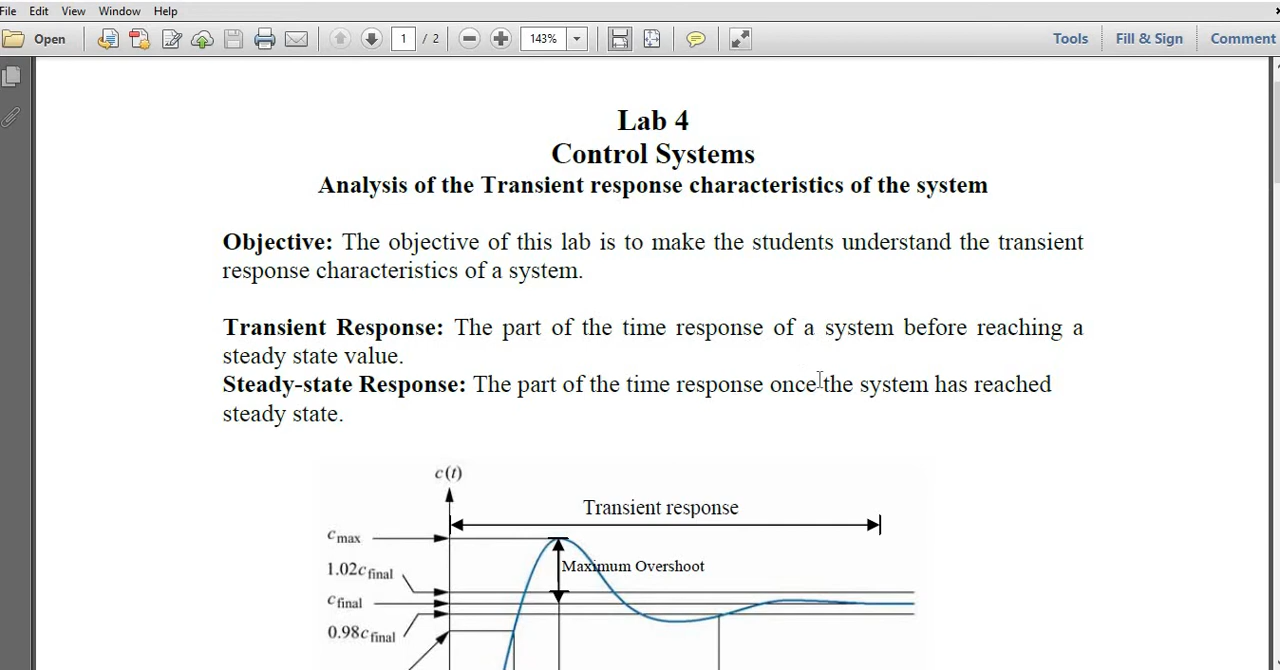 File Edit View Window Help
Open 1 / 2 143% Tools Fill & Sign Comment
Lab 4
Control Systems
Analysis of the Transient response characteristics of the system
Objective: The objective of this lab is to make the students understand the transient
response characteristics of a system.
Transient Response: The part of the time response of a system before reaching a
steady state value.
Steady-state Response: The part of the time response once the system has reached
steady state.
c(t)
Transient response
cmax
Maximum Overshoot
1.02cfinal
cfinal
0.98cfinal